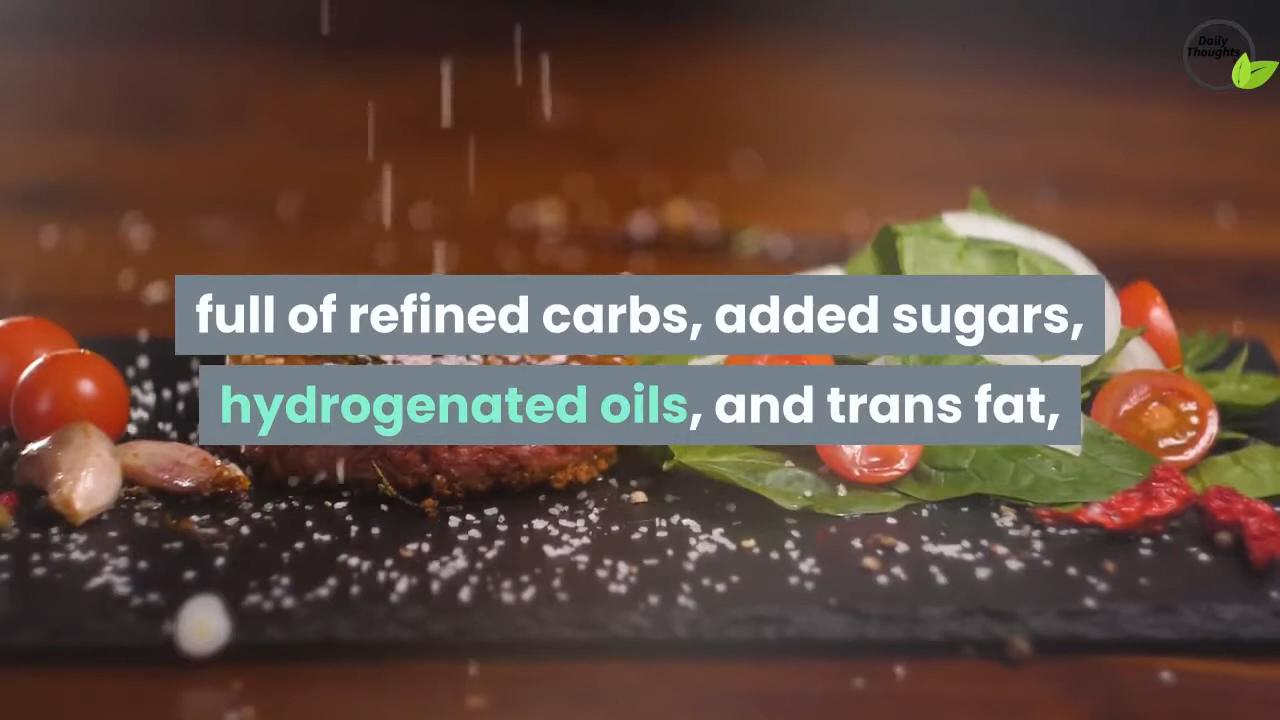 Daily
Thoughts
full of refined carbs, added sugars,
hydrogenated oils, and trans fat,